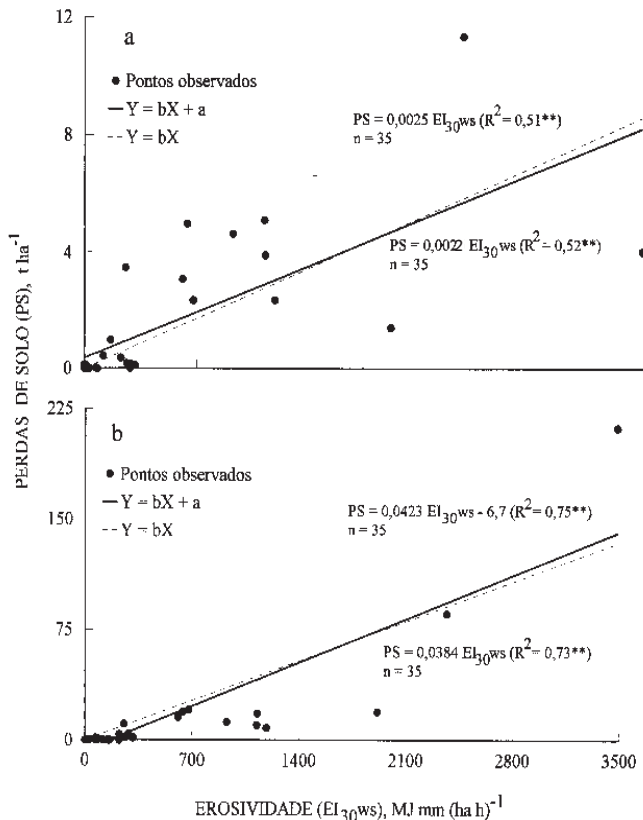 12
a
Pontos observados
Y = bX + a
Y = bX
PS = 0,0025 EI30ws (R² = 0,51**)
n = 35
8
4
PS = 0,0022 EI30ws (R² = 0,52**)
n = 35
0
PERDAS DE SOLO (PS), t ha⁻¹
225
b
Pontos observados
Y = bX + a
Y = bX
PS = 0,0423 EI30ws - 6,7 (R² = 0,75**)
n = 35
150
75
PS = 0,0384 EI30ws (R² = 0,73**)
n = 35
0
0 700 1400 2100 2800 3500
EROSIVIDADE (EI30ws), MJ mm (ha h)⁻¹